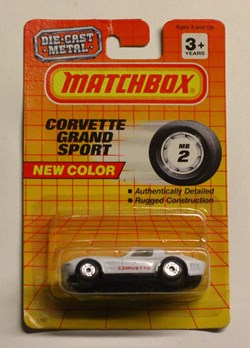 DIE-CAST
METAL
Ages 3 and Up
3+
YEARS
MATCHBOX
CORVETTE
GRAND
SPORT
MB
2
NEW COLOR
Authentically Detailed
Rugged Construction
CORVETTE